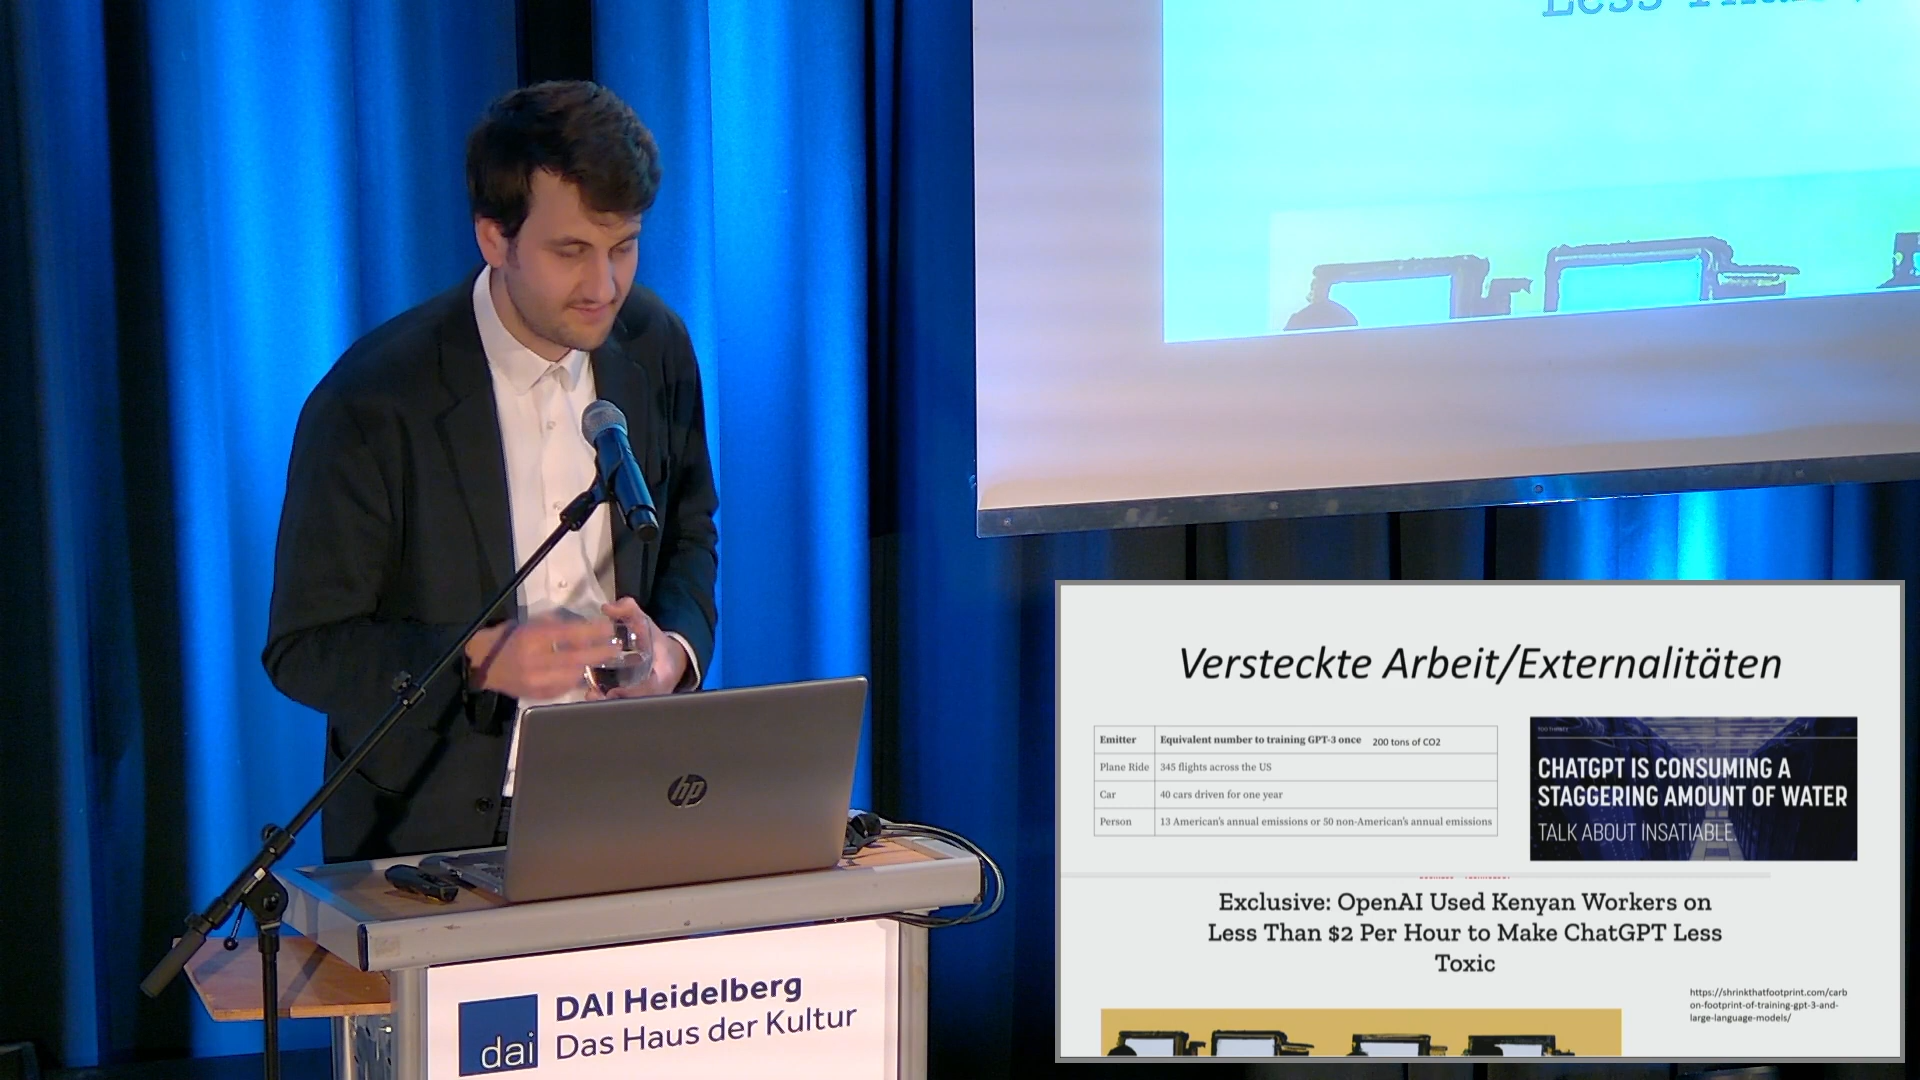 Less
hp
DAI Heidelberg
Das Haus der Kultur
dai
Versteckte Arbeit/Externalitäten
Emitter Equivalent number to training GPT-3 once 200 tons of CO2
Plane Ride 345 flights across the US
Car 40 cars driven for one year
Person 13 American's annual emissions or 50 non-American's annual emissions
CHATGPT IS CONSUMING A
STAGGERING AMOUNT OF WATER
TALK ABOUT INSATIABLE.
Exclusive: OpenAI Used Kenyan Workers on
Less Than $2 Per Hour to Make ChatGPT Less
Toxic
https://shrinkthatfootprint.com/carb
on-footprint-of-training-gpt-3-and-
large-language-models/